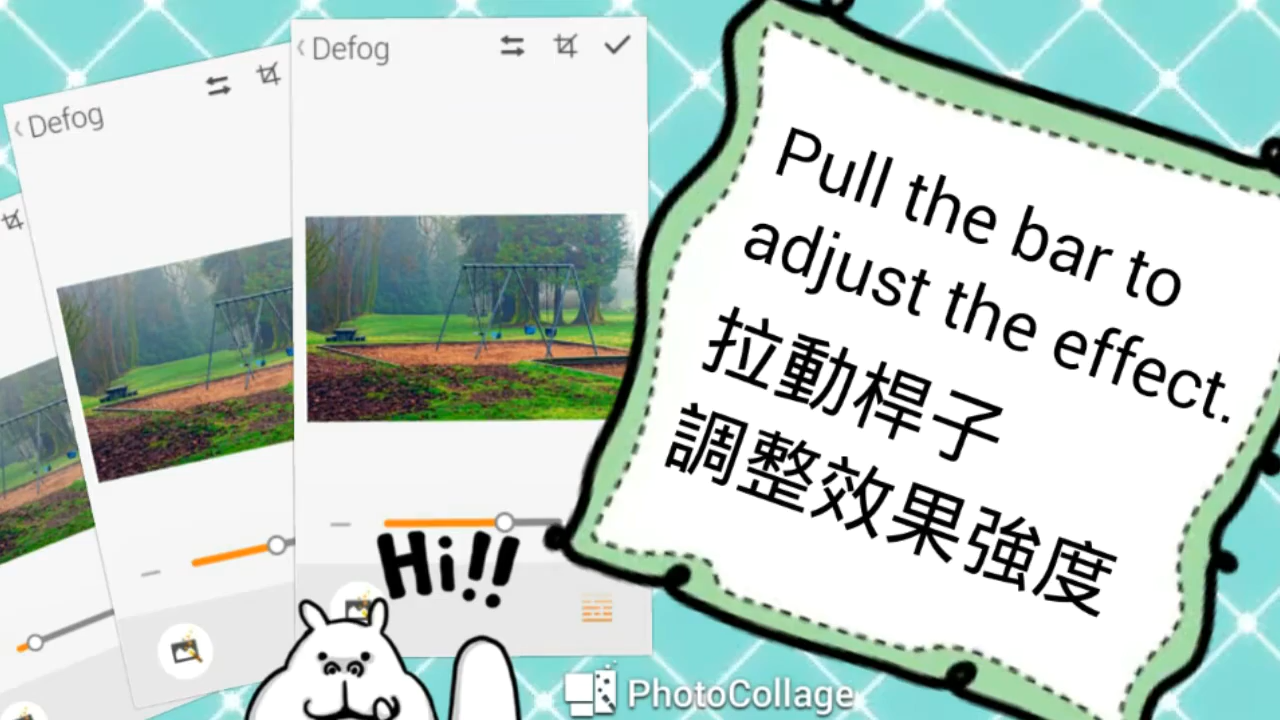 Defog
Defog
Pull the bar to
adjust the effect.
拉動桿子
調整效果強度
Hi!!
PhotoCollage